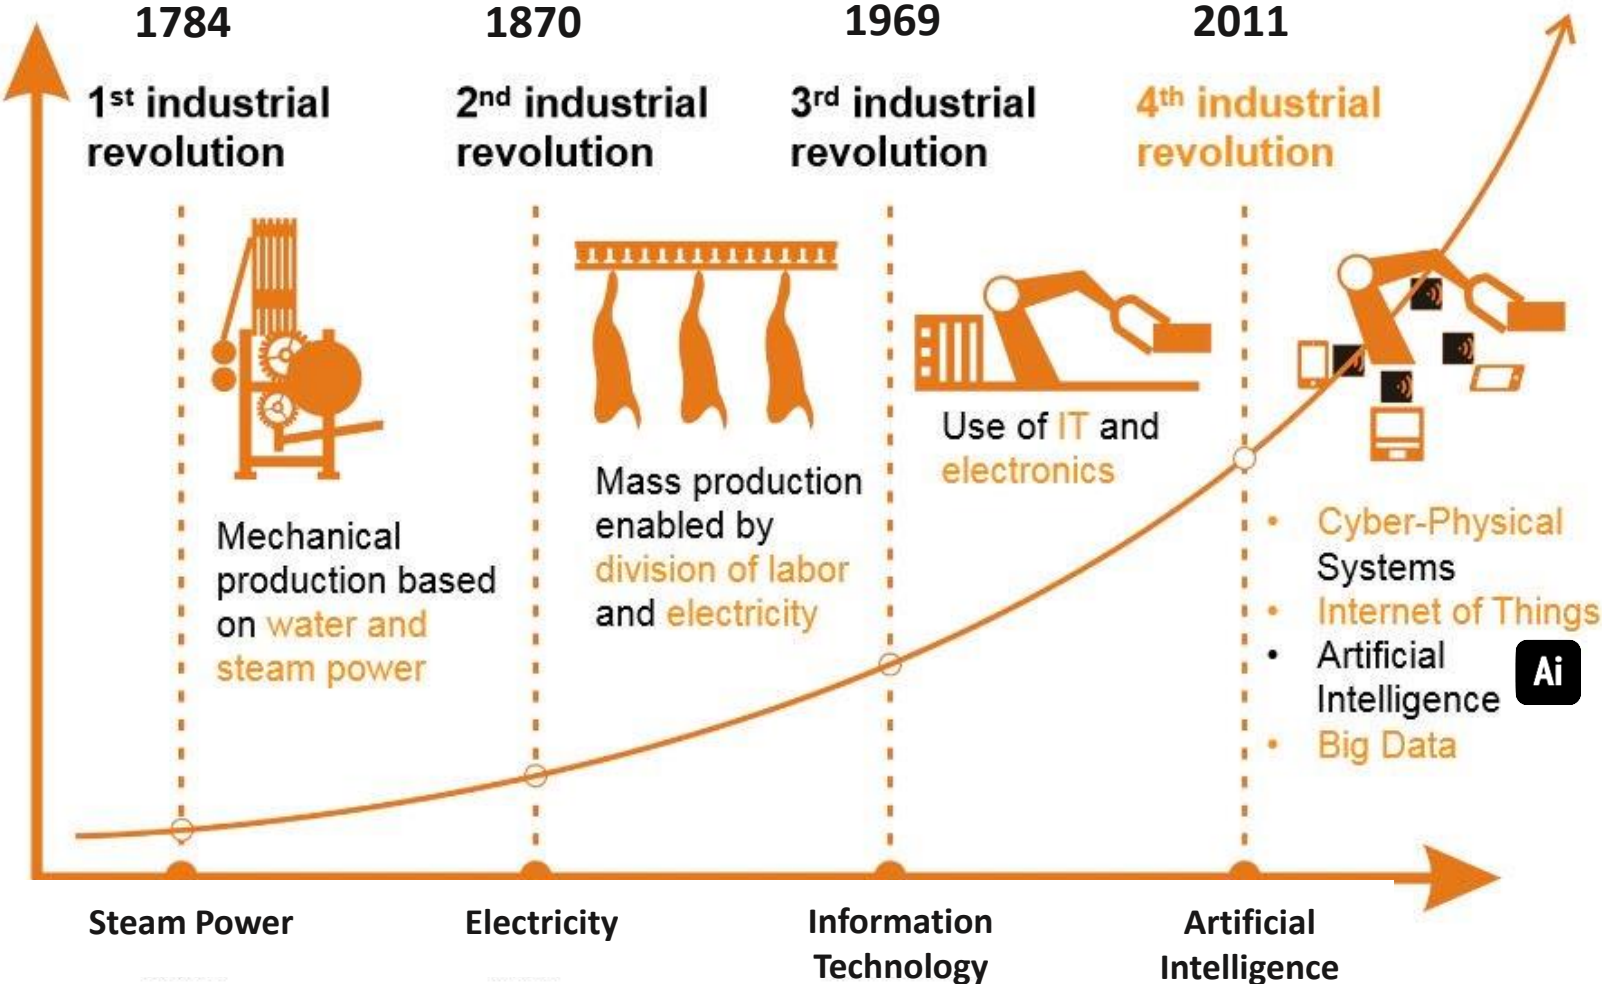 1784
1870
1969
2011
1st industrial
revolution
2nd industrial
revolution
3rd industrial
revolution
4th industrial
revolution
Mechanical
production based
on water and
steam power
Mass production
enabled by
division of labor
and electricity
Use of IT and
electronics
• Cyber-Physical
Systems
• Internet of Things
• Artificial
Intelligence
Ai
• Big Data
Steam Power
Electricity
Information
Technology
Artificial
Intelligence